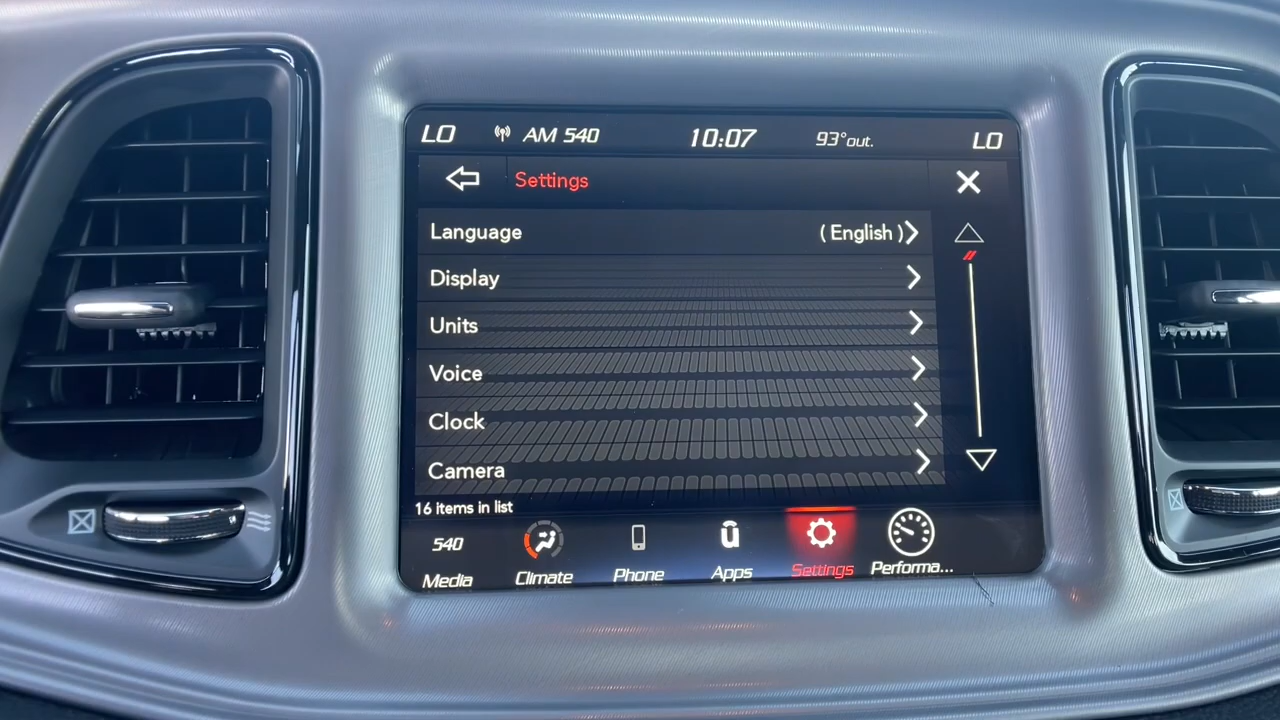 LO AM 540 10:07 93°out. LO
Settings
Language (English)
Display
Units
Voice
Clock
Camera
16 items in list
540
Media Climate Phone Apps Settings Performa...